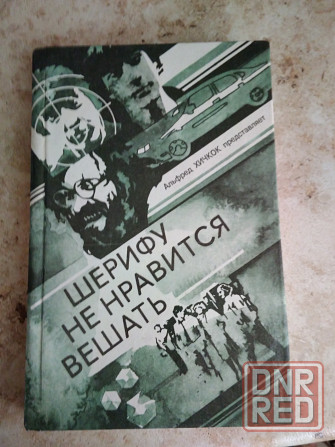 Альфред ХИЧКОК представляет
ШЕРИФУ
НЕ НРАВИТСЯ
ВЕШАТЬ
DNR
RED